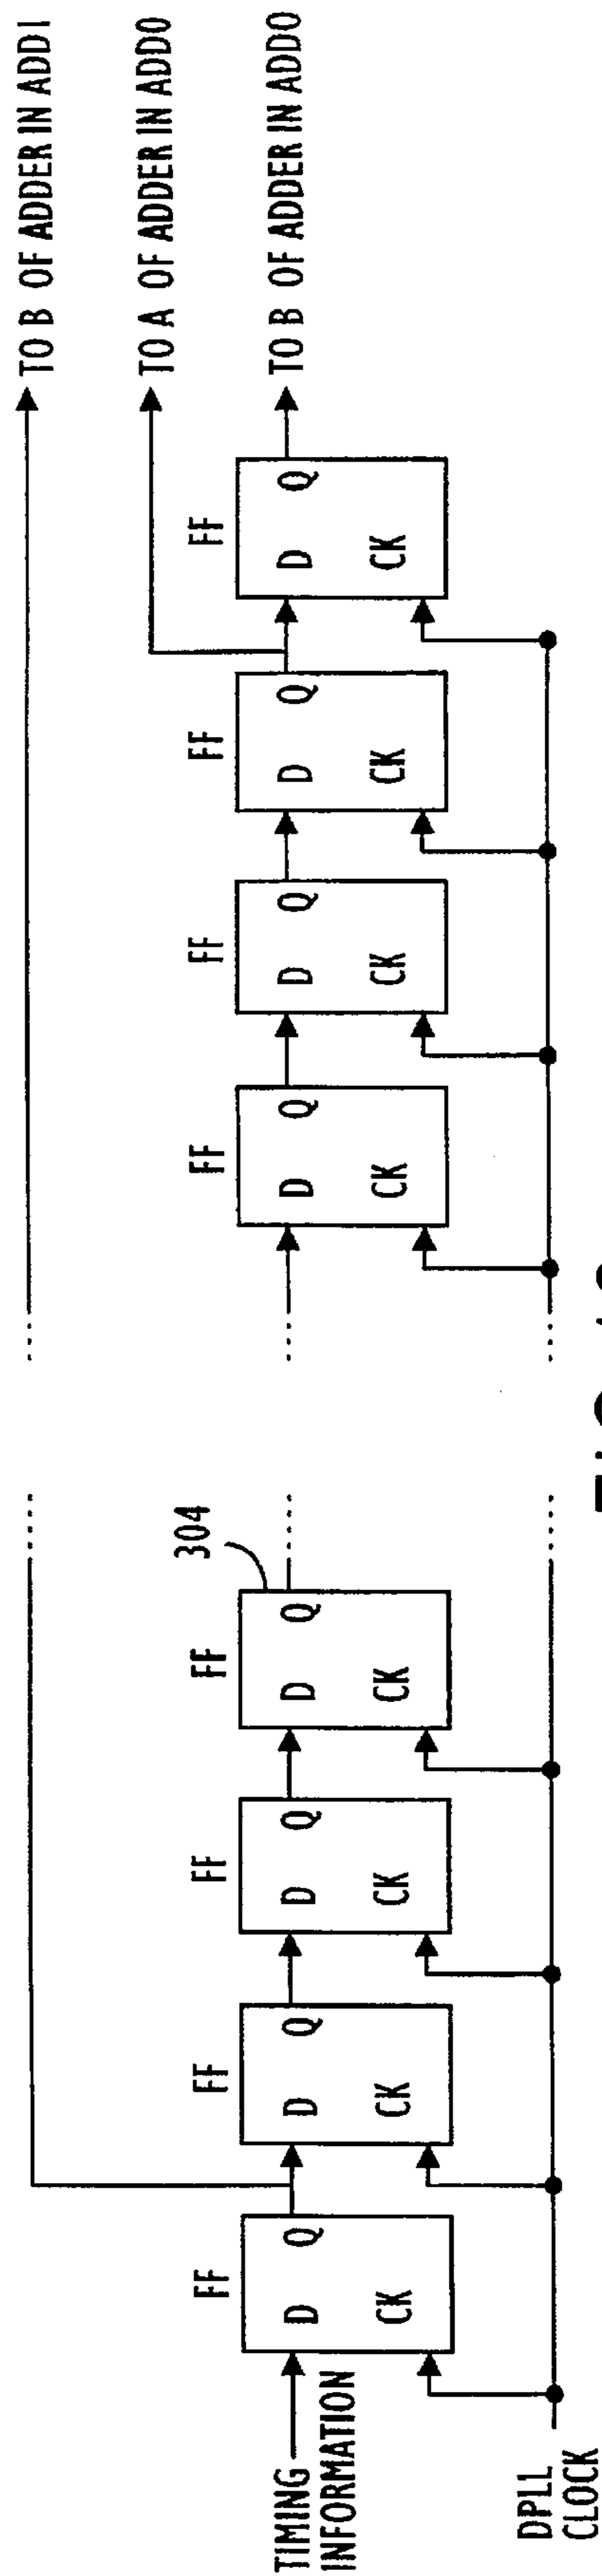 TO B OF ADDER IN ADD1
TO A OF ADDER IN ADD0
TO B OF ADDER IN ADD0
304
FF
FF
FF
FF
FF
FF
FF
FF
D Q
D Q
D Q
D Q
D Q
D Q
D Q
D Q
CK
CK
CK
CK
CK
CK
CK
CK
TIMING
INFORMATION
DPLL
CLOCK